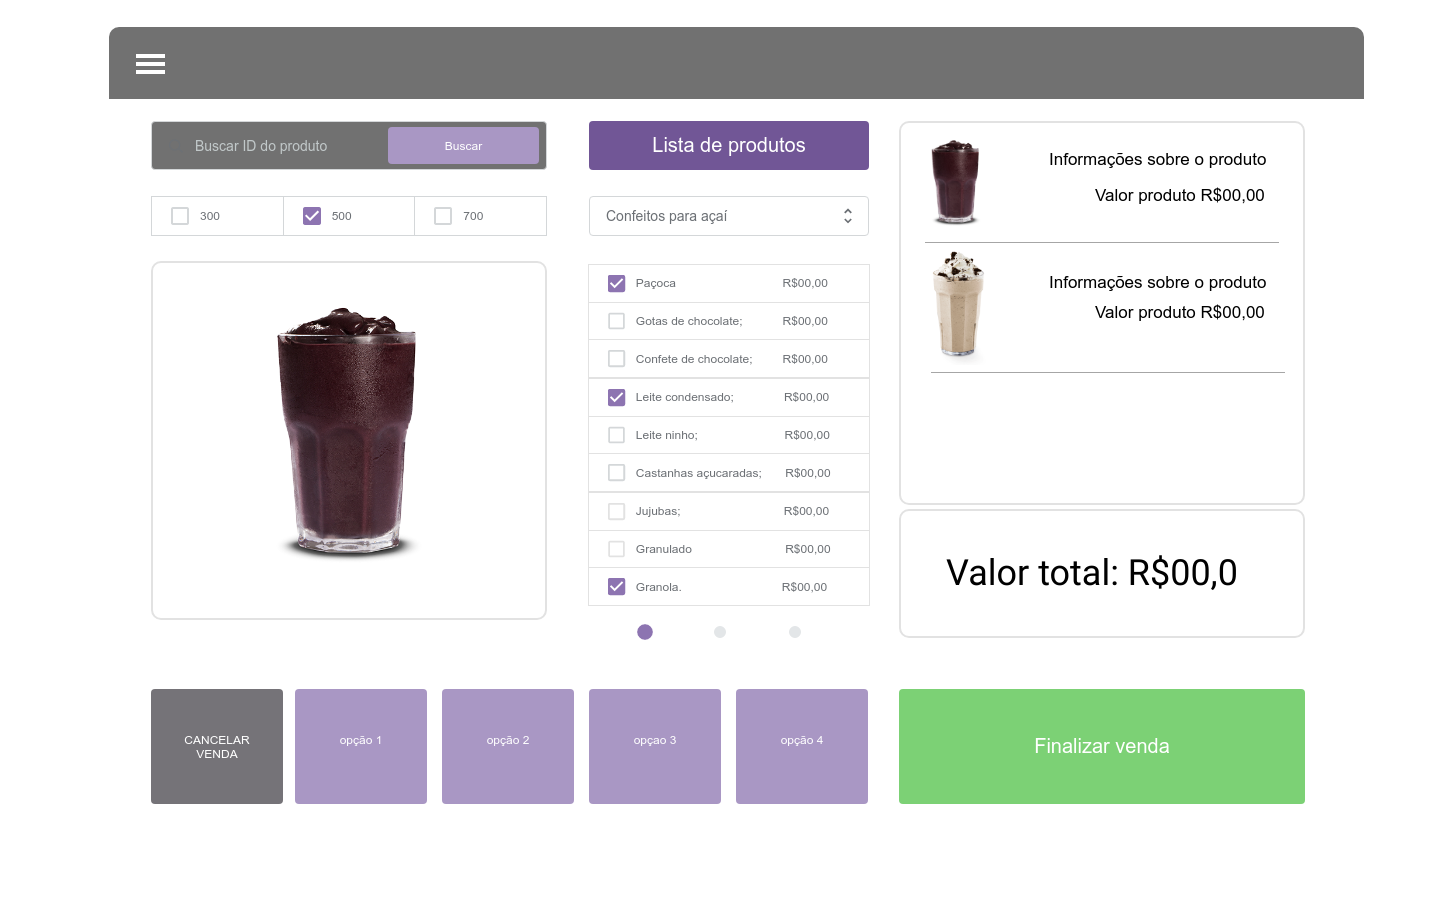 Buscar ID do produto
Buscar
300
500
700
Lista de produtos
Confeitos para açaí
Paçoca R$00,00
Gotas de chocolate; R$00,00
Confete de chocolate; R$00,00
Leite condensado; R$00,00
Leite ninho; R$00,00
Castanhas açucaradas; R$00,00
Jujubas; R$00,00
Granulado R$00,00
Granola. R$00,00
Informações sobre o produto
Valor produto R$00,00
Informações sobre o produto
Valor produto R$00,00
Valor total: R$00,0
CANCELAR
VENDA
opção 1
opção 2
opçao 3
opção 4
Finalizar venda